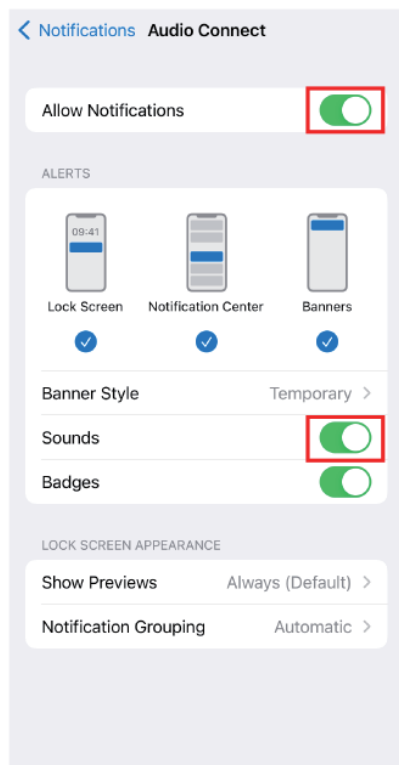 Notifications Audio Connect
Allow Notifications
ALERTS
09:41
Lock Screen Notification Center Banners
Banner Style Temporary
Sounds
Badges
LOCK SCREEN APPEARANCE
Show Previews Always (Default)
Notification Grouping Automatic